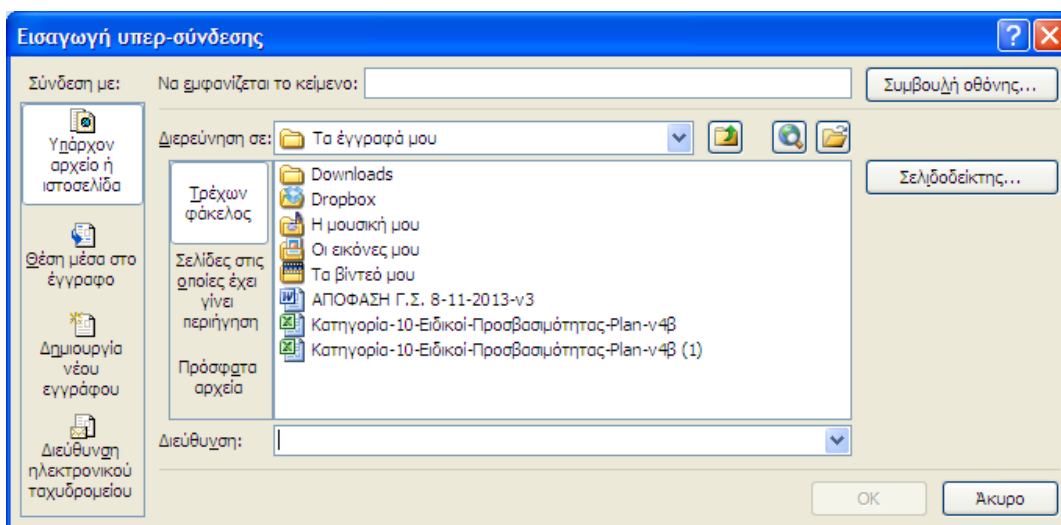 Εισαγωγή υπερ-σύνδεσης
Σύνδεση με:
Να εμφανίζεται το κείμενο:
Συμβουλή οθόνης...
Υπάρχον
αρχείο ή
ιστοσελίδα
Θέση μέσα στο
έγγραφο
Δημιουργία
νέου
εγγράφου
Διεύθυνση
ηλεκτρονικού
ταχυδρομείου
Διερεύνηση σε:
Τα έγγραφά μου
Τρέχων
φάκελος
Σελίδες στις
οποίες έχει
γίνει
περιήγηση
Πρόσφατα
αρχεία
Downloads
Dropbox
Η μουσική μου
Οι εικόνες μου
Τα βίντεό μου
ΑΠΟΦΑΣΗ Γ.Σ. 8-11-2013-v3
Κατηγορία-10-Ειδικοί-Προσβασιμότητας-Plan-v4β
Κατηγορία-10-Ειδικοί-Προσβασιμότητας-Plan-v4β (1)
Σελιδοδείκτης...
Διεύθυνση:
OK
Άκυρο